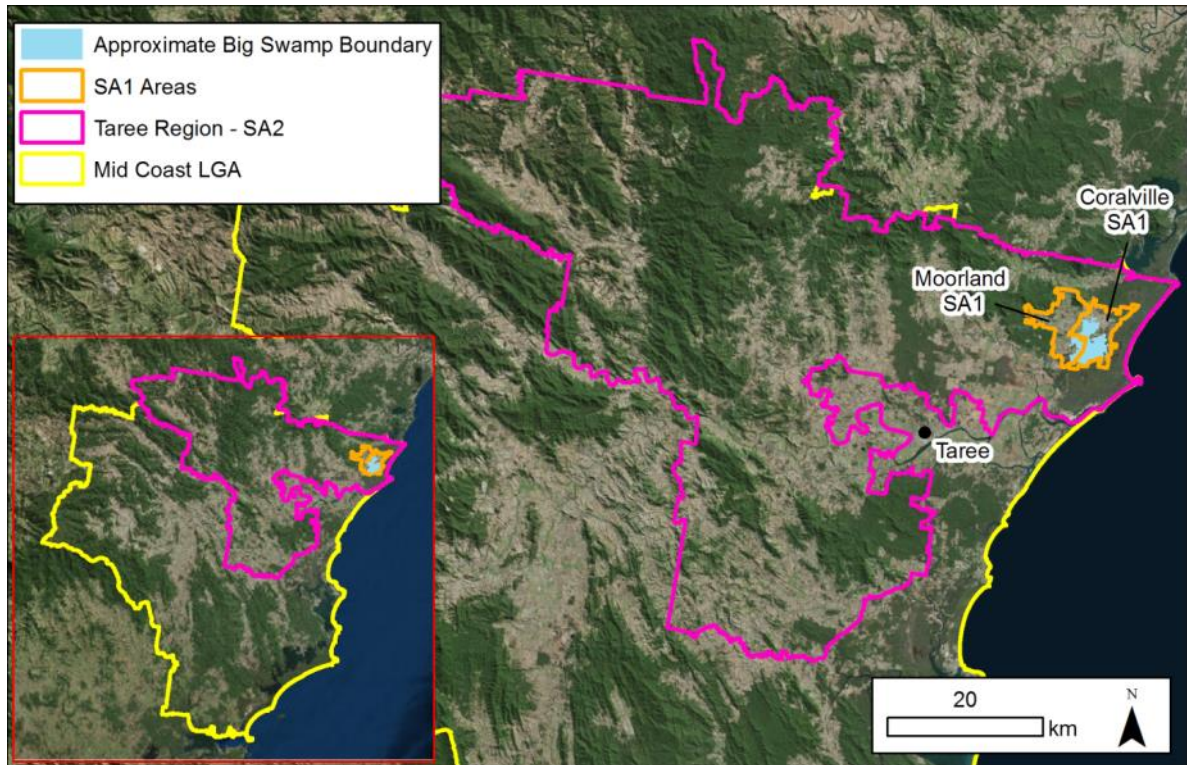 Approximate Big Swamp Boundary
SA1 Areas
Taree Region - SA2
Mid Coast LGA
Coralville
SA1
Moorland
SA1
Taree
20
km
N